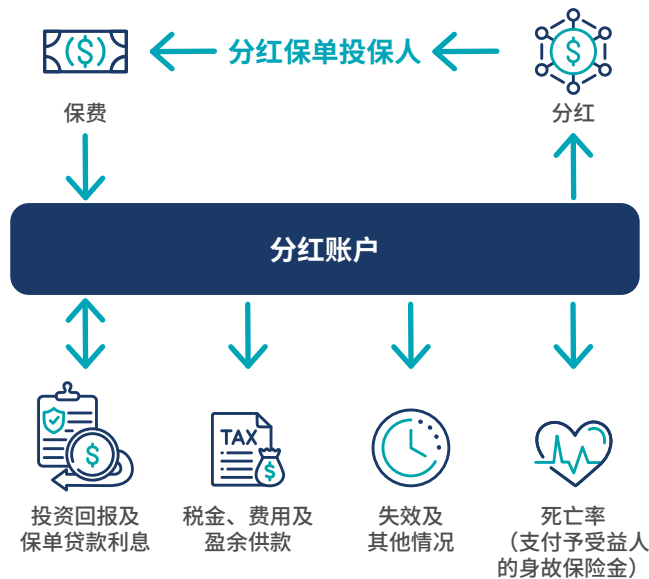 分红保单投保人
保费
分红
分红账户
TAX
投资回报及
保单贷款利息
税金、费用及
盈余供款
失效及
其他情况
死亡率
（支付予受益人
的身故保险金）